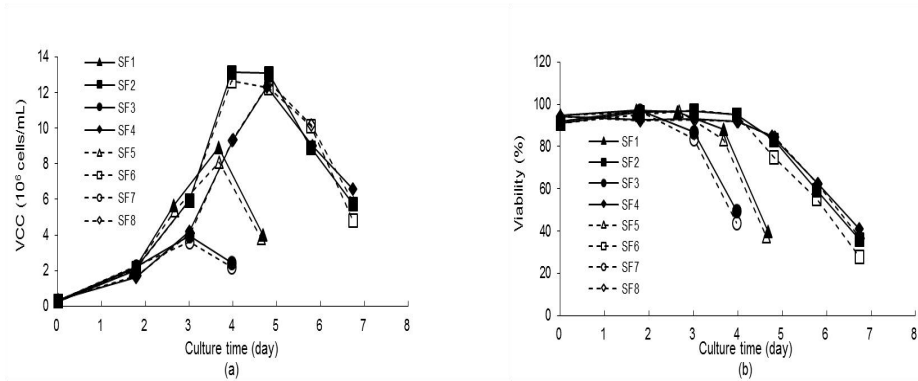 VCC (10⁶ cells/mL)
14
12
10
8
6
4
2
0
SF1
SF2
SF3
SF4
SF5
SF6
SF7
SF8
0 1 2 3 4 5 6 7 8
Culture time (day)
(a)
Viability (%)
120
100
80
60
40
20
0
SF1
SF2
SF3
SF4
SF5
SF6
SF7
SF8
0 1 2 3 4 5 6 7 8
Culture time (day)
(b)